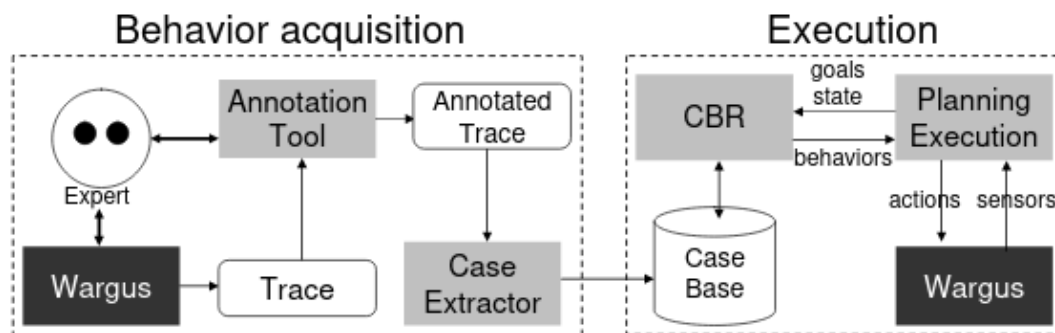 Behavior acquisition
Execution
Annotation
Tool
Annotated
Trace
Expert
Wargus
Trace
Case
Extractor
CBR
goals
state
behaviors
Planning
Execution
actions
sensors
Case
Base
Wargus